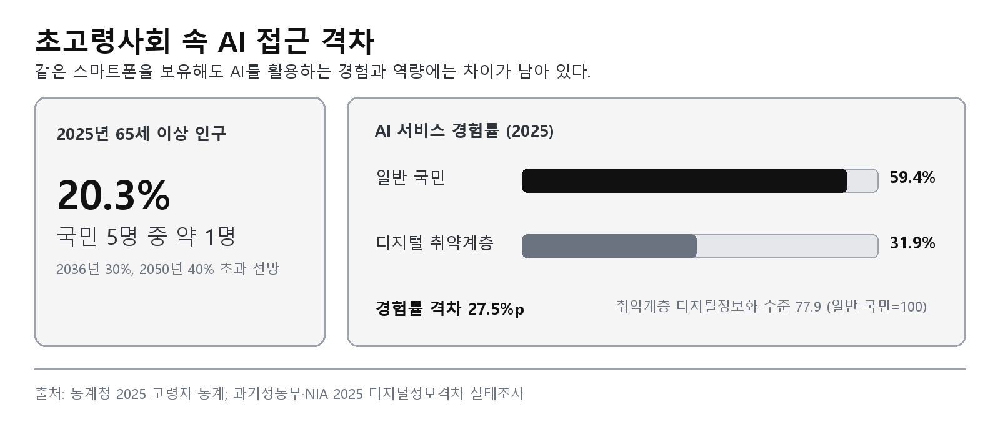 초고령사회 속 AI 접근 격차
같은 스마트폰을 보유해도 AI를 활용하는 경험과 역량에는 차이가 남아 있다.
2025년 65세 이상 인구
20.3%
국민 5명 중 약 1명
2036년 30%, 2050년 40% 초과 전망
AI 서비스 경험률 (2025)
일반 국민 59.4%
디지털 취약계층 31.9%
경험률 격차 27.5%p
취약계층 디지털정보화 수준 77.9 (일반 국민=100)
출처: 통계청 2025 고령자 통계; 과기정통부·NIA 2025 디지털정보격차 실태조사